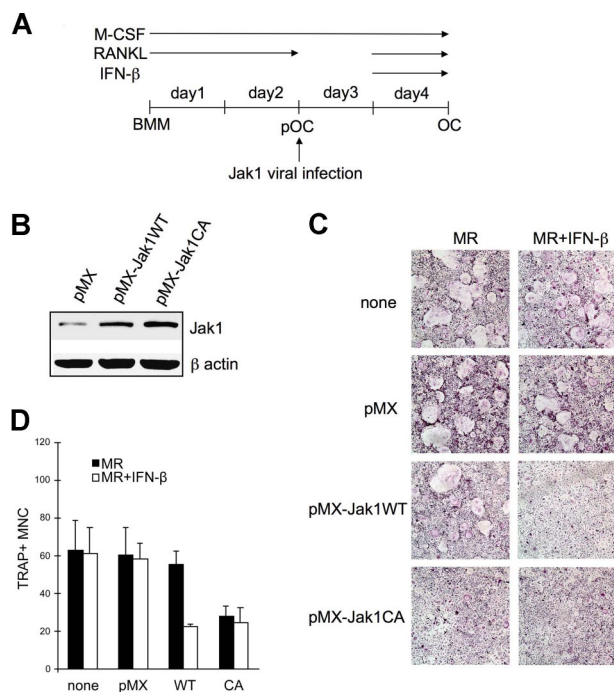 A
M-CSF
RANKL
IFN-β
day1 day2 day3 day4
BMM pOC OC
Jak1 viral infection
B
pMX
pMX-Jak1WT
pMX-Jak1CA
Jak1
β actin
C
MR MR+IFN-β
none
pMX
pMX-Jak1WT
pMX-Jak1CA
D
MR
MR+IFN-β
TRAP+ MNC
120
100
80
60
40
20
0
none pMX WT CA